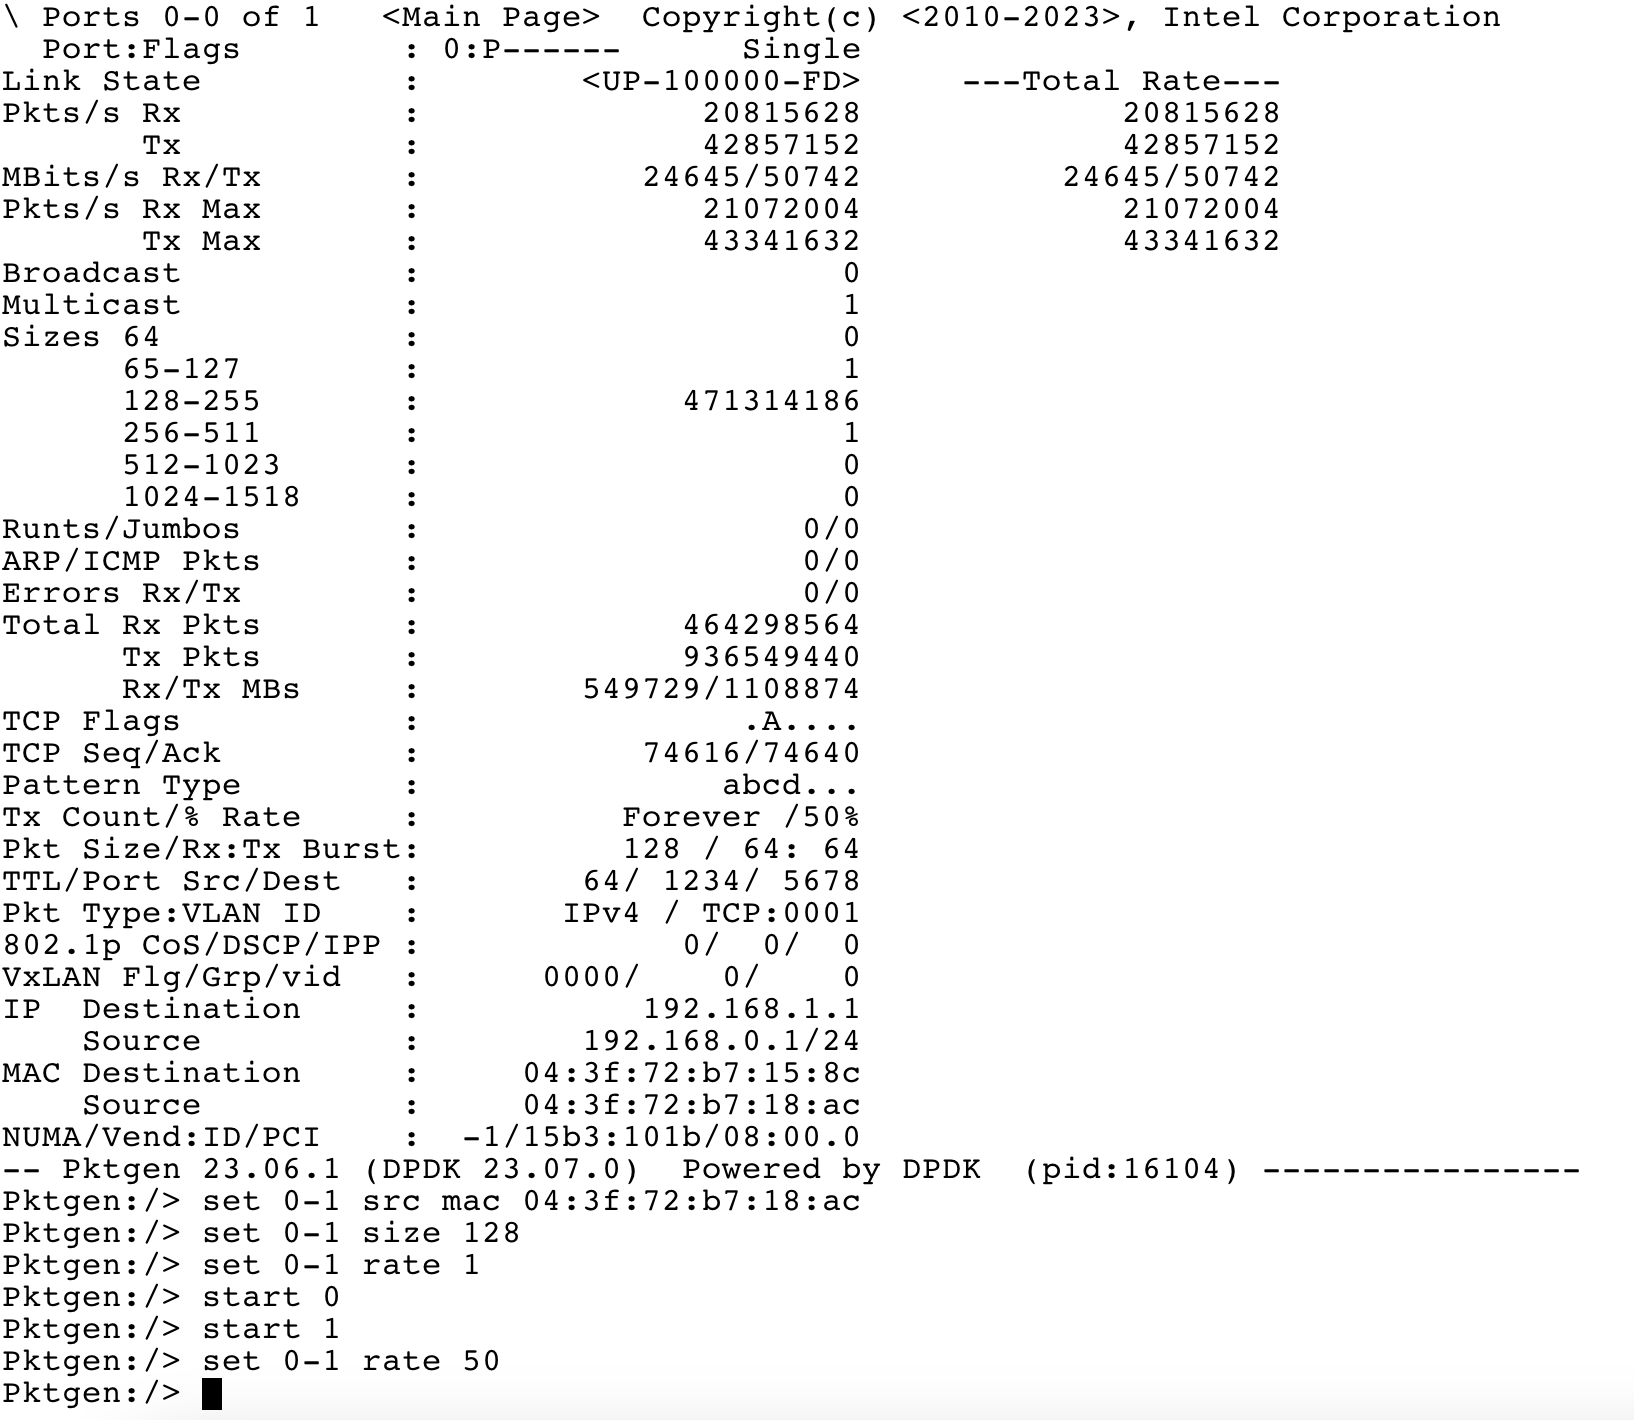 \ Ports 0-0 of 1   <Main Page>  Copyright(c) <2010-2023>, Intel Corporation
  Port:Flags        : 0:P------      Single
Link State          :        <UP-100000-FD>     ---Total Rate---
Pkts/s Rx           :              20815628             20815628
       Tx           :              42857152             42857152
MBits/s Rx/Tx       :           24645/50742          24645/50742
Pkts/s Rx Max       :              21072004             21072004
       Tx Max       :              43341632             43341632
Broadcast           :                     0
Multicast           :                     1
Sizes 64            :                     0
      65-127        :                     1
      128-255       :             471314186
      256-511       :                     1
      512-1023      :                     0
      1024-1518     :                     0
Runts/Jumbos        :                   0/0
ARP/ICMP Pkts       :                   0/0
Errors Rx/Tx        :                   0/0
Total Rx Pkts       :             464298564
      Tx Pkts       :             936549440
      Rx/Tx MBs     :        549729/1108874
TCP Flags           :                .A....
TCP Seq/Ack         :           74616/74640
Pattern Type        :               abcd...
Tx Count/% Rate     :          Forever /50%
Pkt Size/Rx:Tx Burst:          128 / 64: 64
TTL/Port Src/Dest   :        64/ 1234/ 5678
Pkt Type:VLAN ID    :       IPv4 / TCP:0001
802.1p CoS/DSCP/IPP :             0/  0/  0
VxLAN Flg/Grp/vid   :      0000/    0/    0
IP  Destination     :           192.168.1.1
    Source          :        192.168.0.1/24
MAC Destination     :     04:3f:72:b7:15:8c
    Source          :     04:3f:72:b7:18:ac
NUMA/Vend:ID/PCI    :  -1/15b3:101b/08:00.0
-- Pktgen 23.06.1 (DPDK 23.07.0)  Powered by DPDK  (pid:16104) ----------------
Pktgen:/> set 0-1 src mac 04:3f:72:b7:18:ac
Pktgen:/> set 0-1 size 128
Pktgen:/> set 0-1 rate 1
Pktgen:/> start 0
Pktgen:/> start 1
Pktgen:/> set 0-1 rate 50
Pktgen:/>